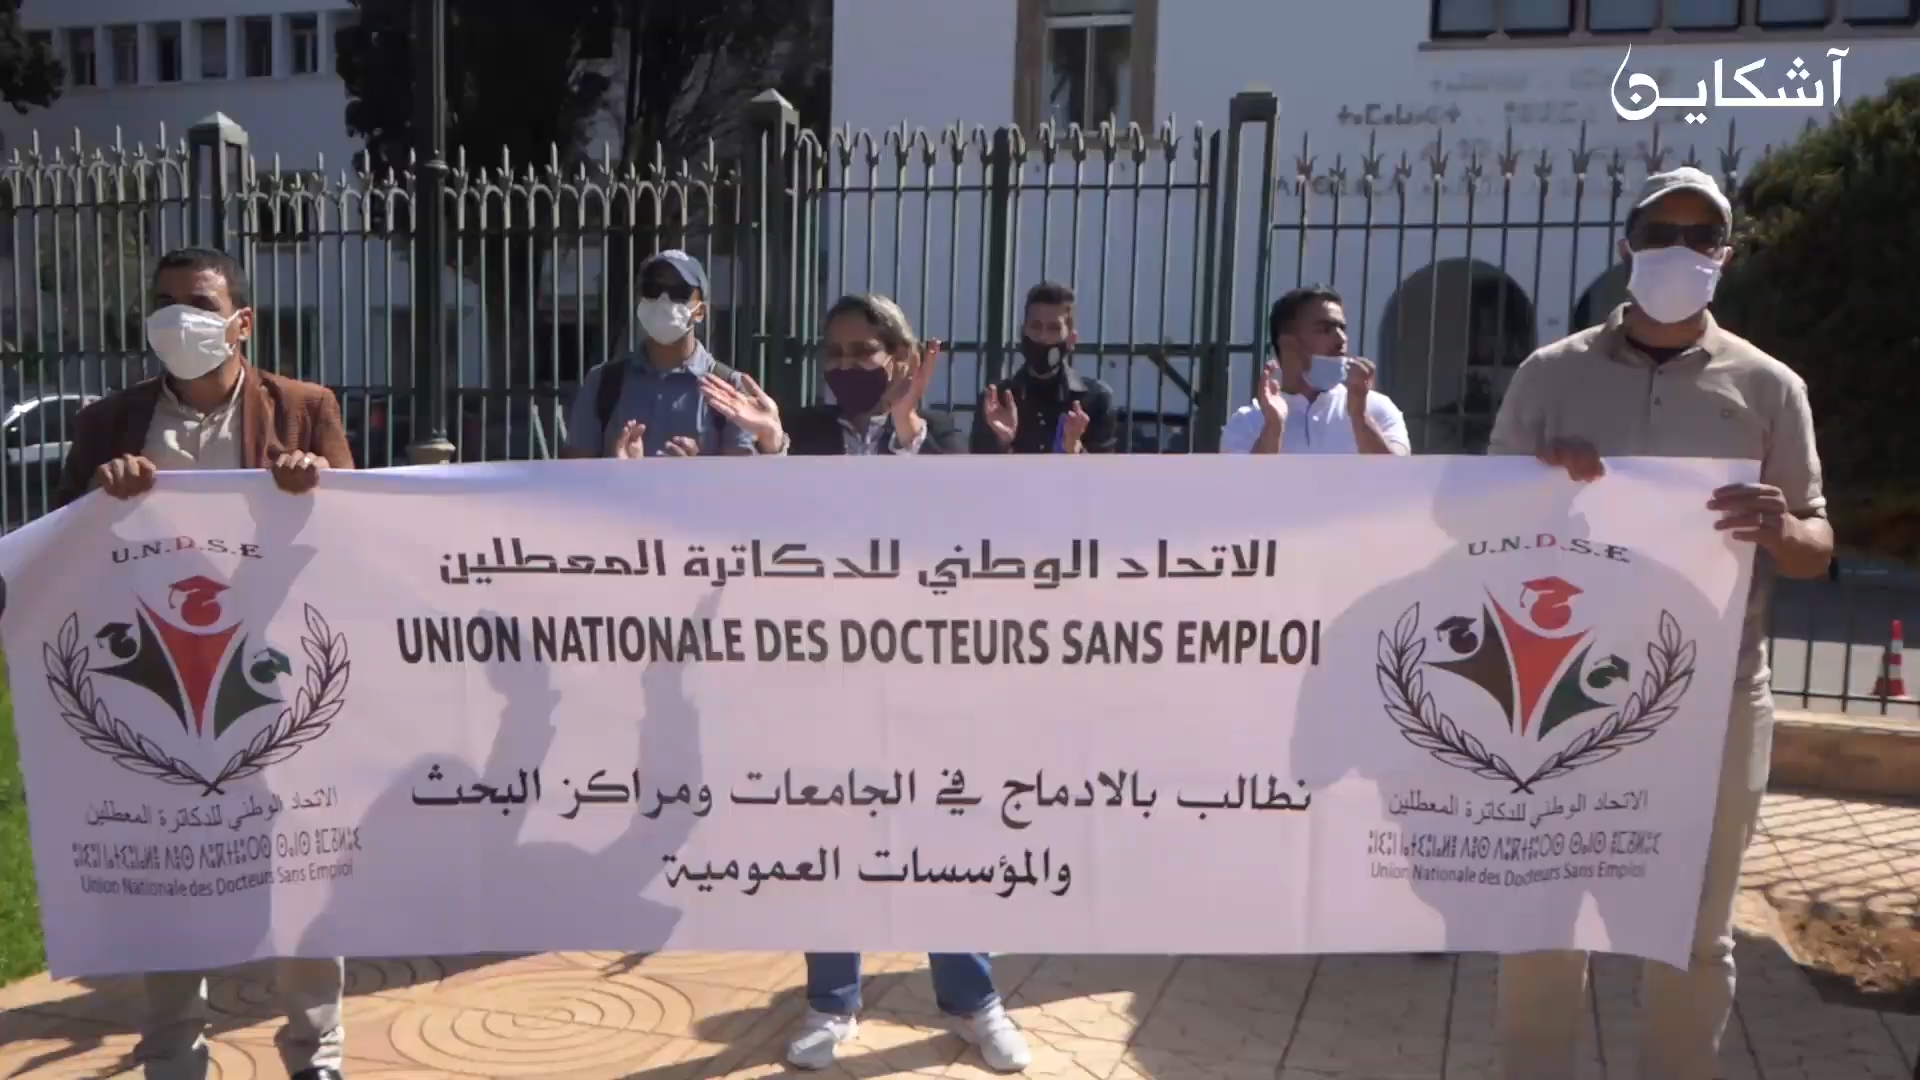 آشكاين
الاتحاد الوطني للدكاترة المعطلين
UNION NATIONALE DES DOCTEURS SANS EMPLOI
نطالب بالادماج في الجامعات ومراكز البحث
والمؤسسات العمومية
U.N.D.S.E
الاتحاد الوطني للدكاترة المعطلين
Union Nationale des Docteurs Sans Emploi
U.N.D.S.E
الاتحاد الوطني للدكاترة المعطلين
Union Nationale des Docteurs Sans Emploi